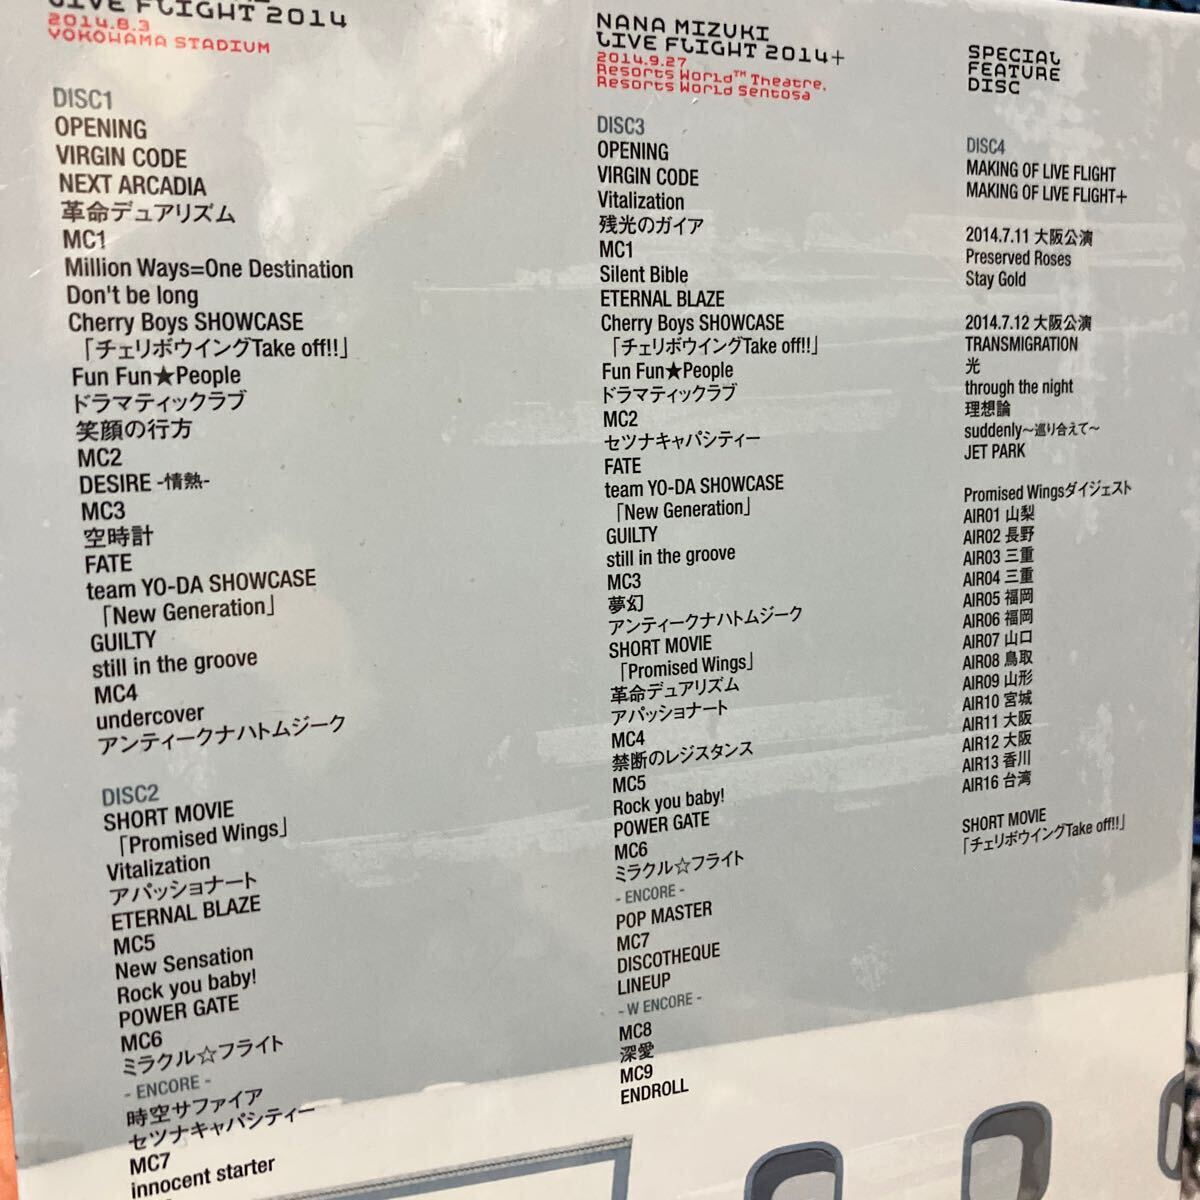 LIVE FLIGHT 2014
2014.8.3
YOKOHAMA STADIUM
DISC1
OPENING
VIRGIN CODE
NEXT ARCADIA
革命デュアリズム
MC1
Million Ways=One Destination
Don't be long
Cherry Boys SHOWCASE
「チェリボウイングTake off!!」
Fun Fun★People
ドラマティックラブ
笑顔の行方
MC2
DESIRE -情熱-
MC3
空時計
FATE
team YO-DA SHOWCASE
「New Generation」
GUILTY
still in the groove
MC4
undercover
アンティークナハトムジーク
DISC2
SHORT MOVIE
「Promised Wings」
Vitalization
アパッショナート
ETERNAL BLAZE
MC5
New Sensation
Rock you baby!
POWER GATE
MC6
ミラクル☆フライト
- ENCORE -
時空サファイア
セツナキャパシティー
MC7
innocent starter
NANA MIZUKI
LIVE FLIGHT 2014+
2014.9.27
Resorts World™ Theatre,
Resorts World Sentosa
DISC3
OPENING
VIRGIN CODE
Vitalization
残光のガイア
MC1
Silent Bible
ETERNAL BLAZE
Cherry Boys SHOWCASE
「チェリボウイングTake off!!」
Fun Fun★People
ドラマティックラブ
MC2
セツナキャパシティー
FATE
team YO-DA SHOWCASE
「New Generation」
GUILTY
still in the groove
MC3
夢幻
アンティークナハトムジーク
SHORT MOVIE
「Promised Wings」
革命デュアリズム
アパッショナート
MC4
禁断のレジスタンス
MC5
Rock you baby!
POWER GATE
MC6
ミラクル☆フライト
- ENCORE -
POP MASTER
MC7
DISCOTHEQUE
LINEUP
- W ENCORE -
MC8
深愛
MC9
ENDROLL
SPECIAL
FEATURE
DISC
DISC4
MAKING OF LIVE FLIGHT
MAKING OF LIVE FLIGHT+
2014.7.11 大阪公演
Preserved Roses
Stay Gold
2014.7.12 大阪公演
TRANSMIGRATION
光
through the night
理想論
suddenly～巡り合えて～
JET PARK
Promised Wingsダイジェスト
AIR01 山梨
AIR02 長野
AIR03 三重
AIR04 三重
AIR05 福岡
AIR06 福岡
AIR07 山口
AIR08 鳥取
AIR09 山形
AIR10 宮城
AIR11 大阪
AIR12 大阪
AIR13 香川
AIR16 台湾
SHORT MOVIE
「チェリボウイングTake off!!」